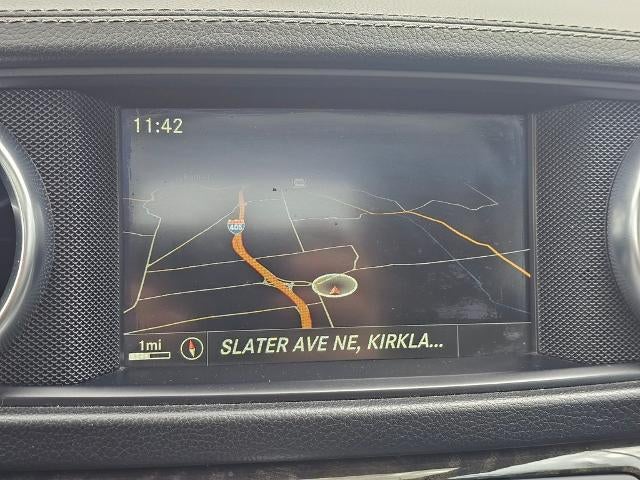 11:42
405
1mi
SLATER AVE NE, KIRKLA...